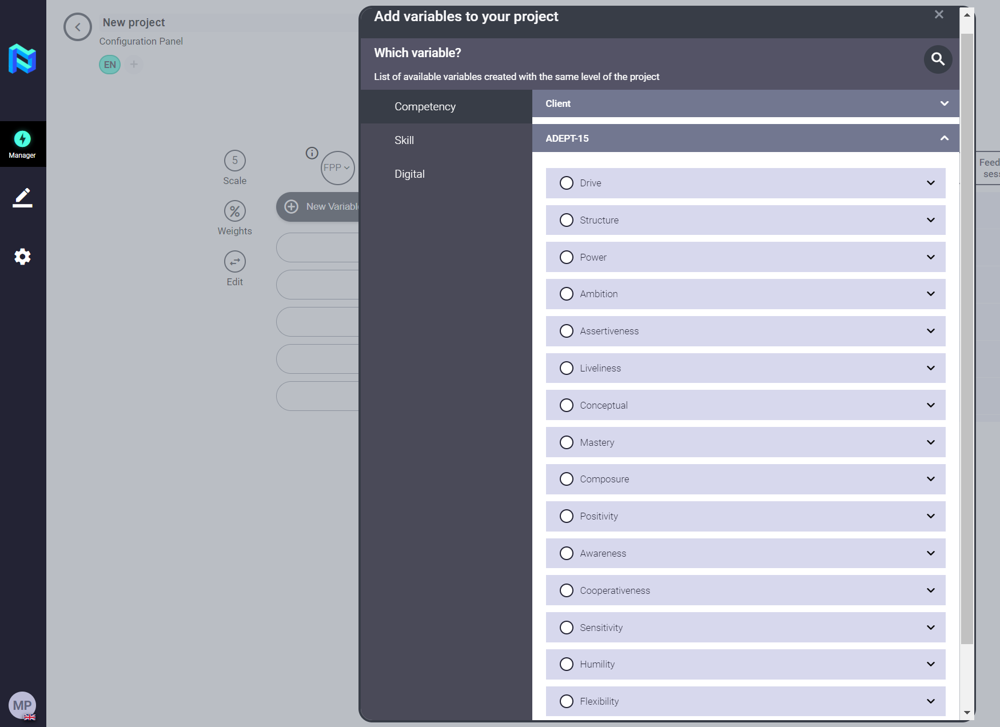 New project
Configuration Panel
EN
Manager
5
Scale
FPP
New Variabl
%
Weights
Edit
MP
Add variables to your project
Which variable?
List of available variables created with the same level of the project
Competency
Skill
Digital
Client
ADEPT-15
Drive
Structure
Power
Ambition
Assertiveness
Liveliness
Conceptual
Mastery
Composure
Positivity
Awareness
Cooperativeness
Sensitivity
Humility
Flexibility
Feed
sess